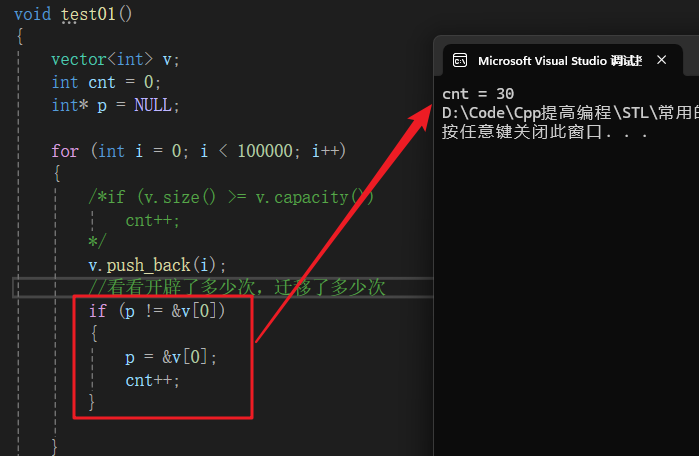 void test01()
{
vector<int> v;
int cnt = 0;
int* p = NULL;
for (int i = 0; i < 100000; i++)
{
/*if (v.size() >= v.capacity())
cnt++;
*/
v.push_back(i);
//看看开辟了多少次，迁移了多少次
if (p != &v[0])
{
p = &v[0];
cnt++;
}
}
Microsoft Visual Studio 调试
cnt = 30
D:\Code\Cpp提高编程\STL\常用的
按任意键关闭此窗口. . .